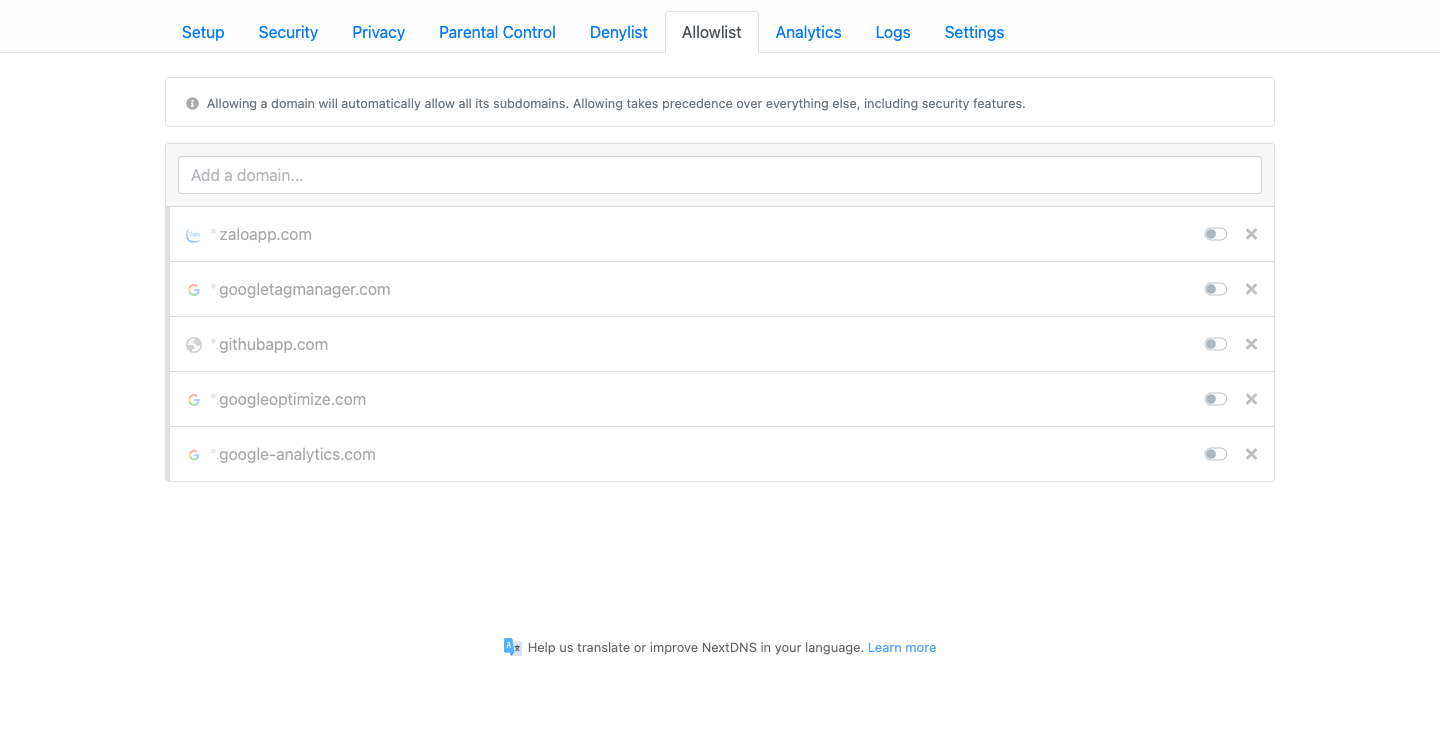 Setup Security Privacy Parental Control Denylist Allowlist Analytics Logs Settings
Allowing a domain will automatically allow all its subdomains. Allowing takes precedence over everything else, including security features.
Add a domain...
*.zaloapp.com
*.googletagmanager.com
*.githubapp.com
*.googleoptimize.com
*.google-analytics.com
Help us translate or improve NextDNS in your language. Learn more